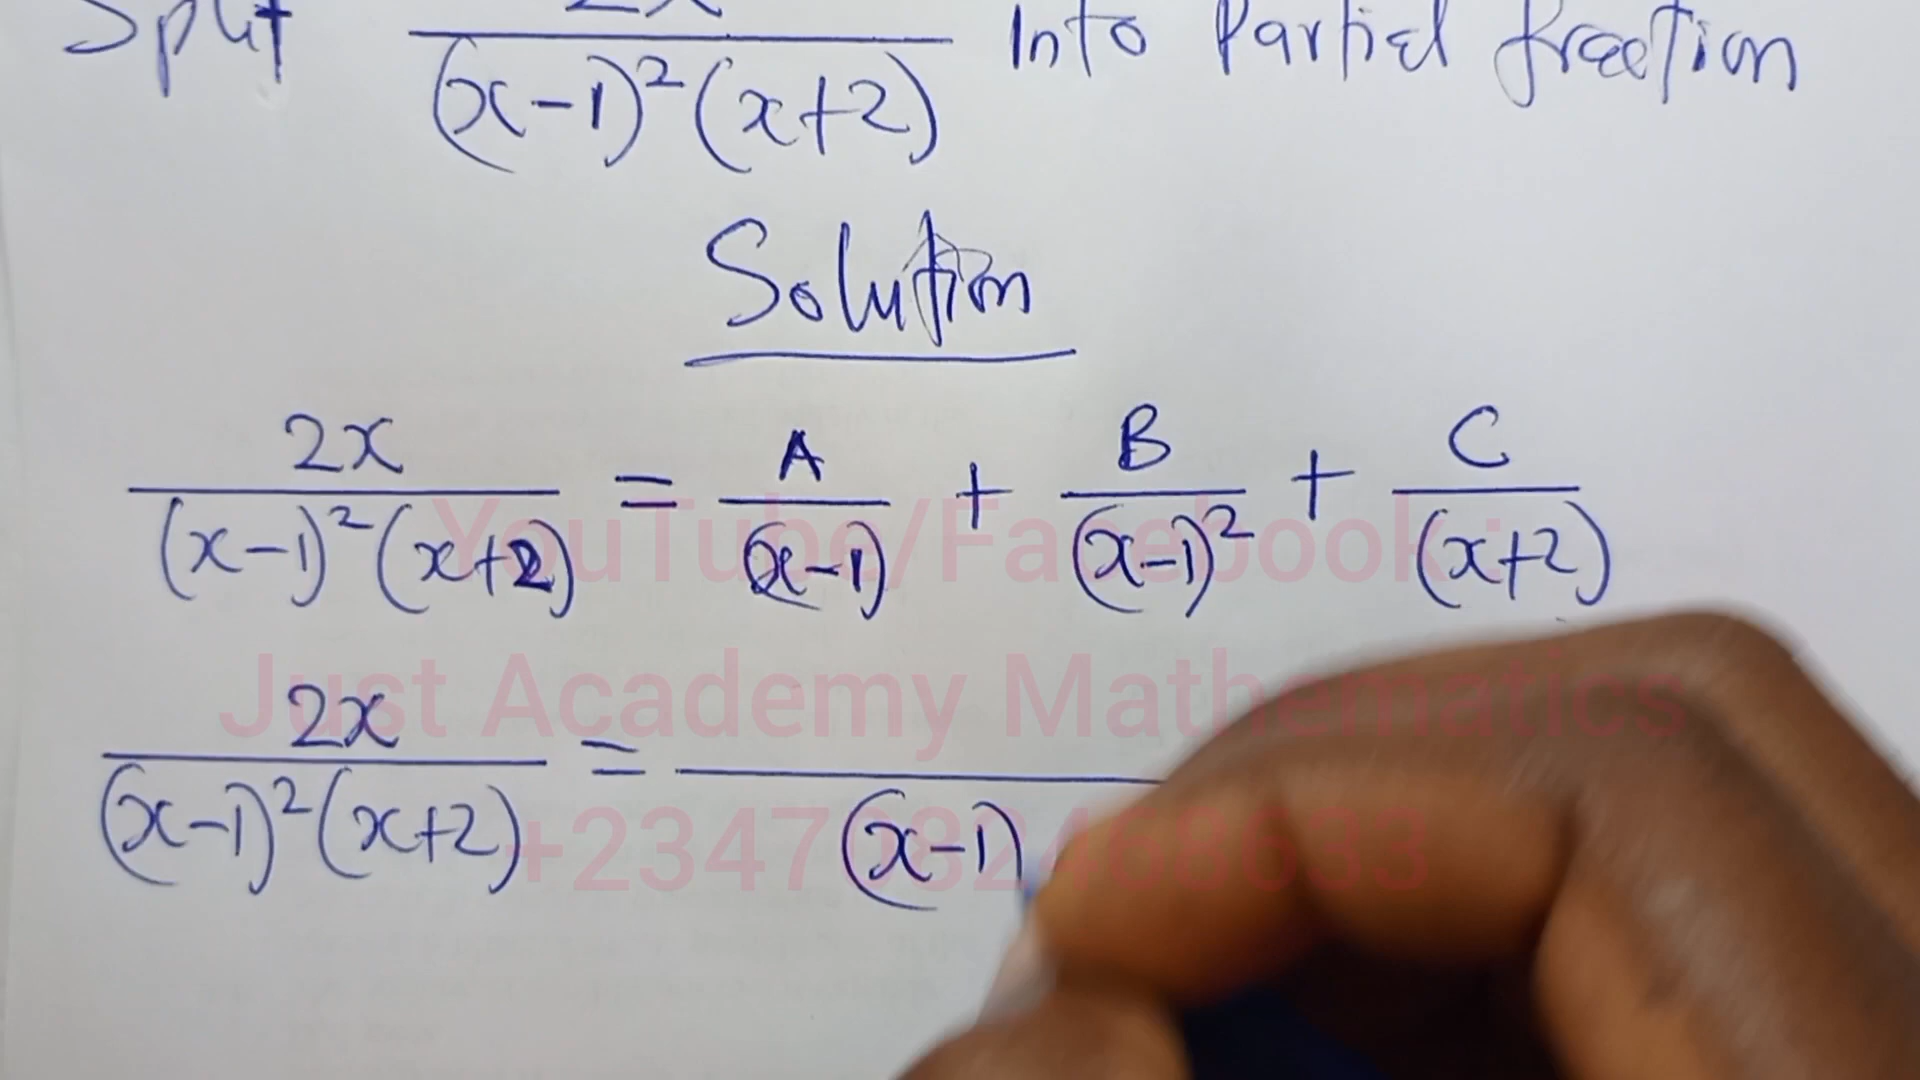 Split 2x / (x-1)²(x+2) Into Partial fraction
Solution
2x / (x-1)²(x+2) = A / (x-1) + B / (x-1)² + C / (x+2)
YouTube/Facebook:
Just Academy Mathematics
2x / (x-1)²(x+2) = / (x-1)